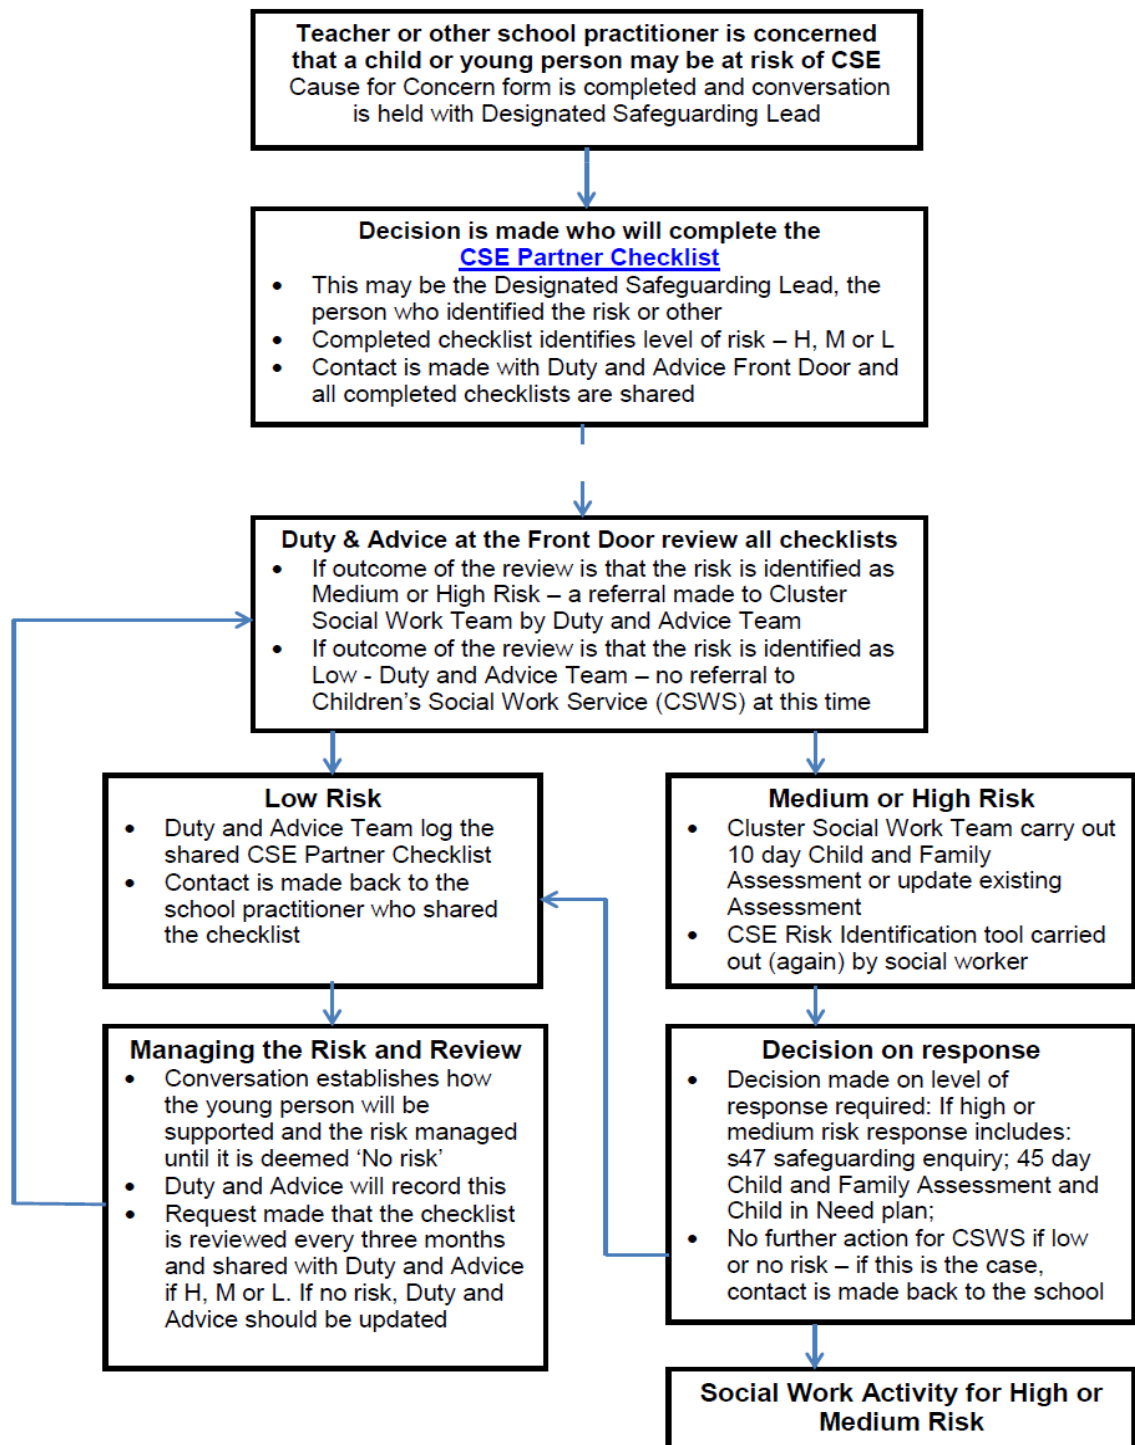 Teacher or other school practitioner is concerned
that a child or young person may be at risk of CSE
Cause for Concern form is completed and conversation
is held with Designated Safeguarding Lead
Decision is made who will complete the
CSE Partner Checklist
• This may be the Designated Safeguarding Lead, the
person who identified the risk or other
• Completed checklist identifies level of risk – H, M or L
• Contact is made with Duty and Advice Front Door and
all completed checklists are shared
Duty & Advice at the Front Door review all checklists
• If outcome of the review is that the risk is identified as
Medium or High Risk – a referral made to Cluster
Social Work Team by Duty and Advice Team
• If outcome of the review is that the risk is identified as
Low - Duty and Advice Team – no referral to
Children's Social Work Service (CSWS) at this time
Low Risk
• Duty and Advice Team log the
shared CSE Partner Checklist
• Contact is made back to the
school practitioner who shared
the checklist
Medium or High Risk
• Cluster Social Work Team carry out
10 day Child and Family
Assessment or update existing
Assessment
• CSE Risk Identification tool carried
out (again) by social worker
Managing the Risk and Review
• Conversation establishes how
the young person will be
supported and the risk managed
until it is deemed 'No risk'
• Duty and Advice will record this
• Request made that the checklist
is reviewed every three months
and shared with Duty and Advice
if H, M or L. If no risk, Duty and
Advice should be updated
Decision on response
• Decision made on level of
response required: If high or
medium risk response includes:
s47 safeguarding enquiry; 45 day
Child and Family Assessment and
Child in Need plan;
• No further action for CSWS if low
or no risk – if this is the case,
contact is made back to the school
Social Work Activity for High or
Medium Risk